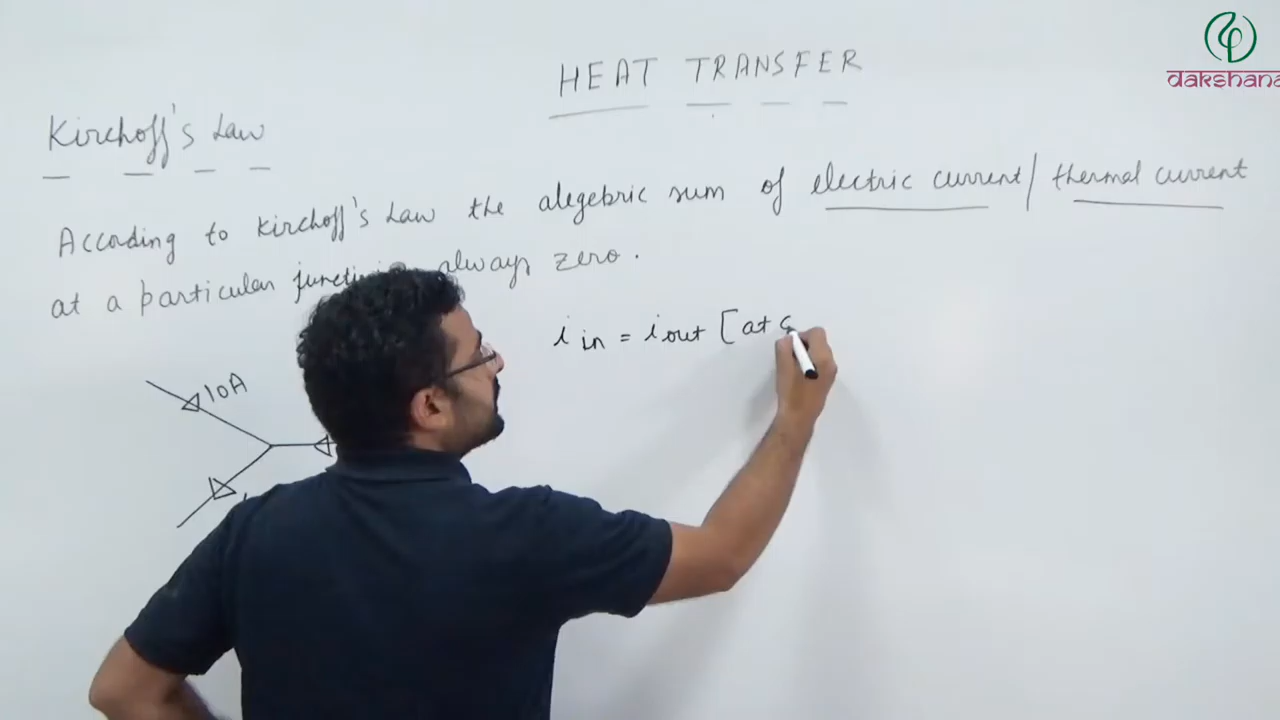 HEAT TRANSFER
dakshana
Kirchoff's Law
According to Kirchoff's Law the alegebric sum of electric current/ thermal current
at a particular always zero.
i in = i out [at
10A